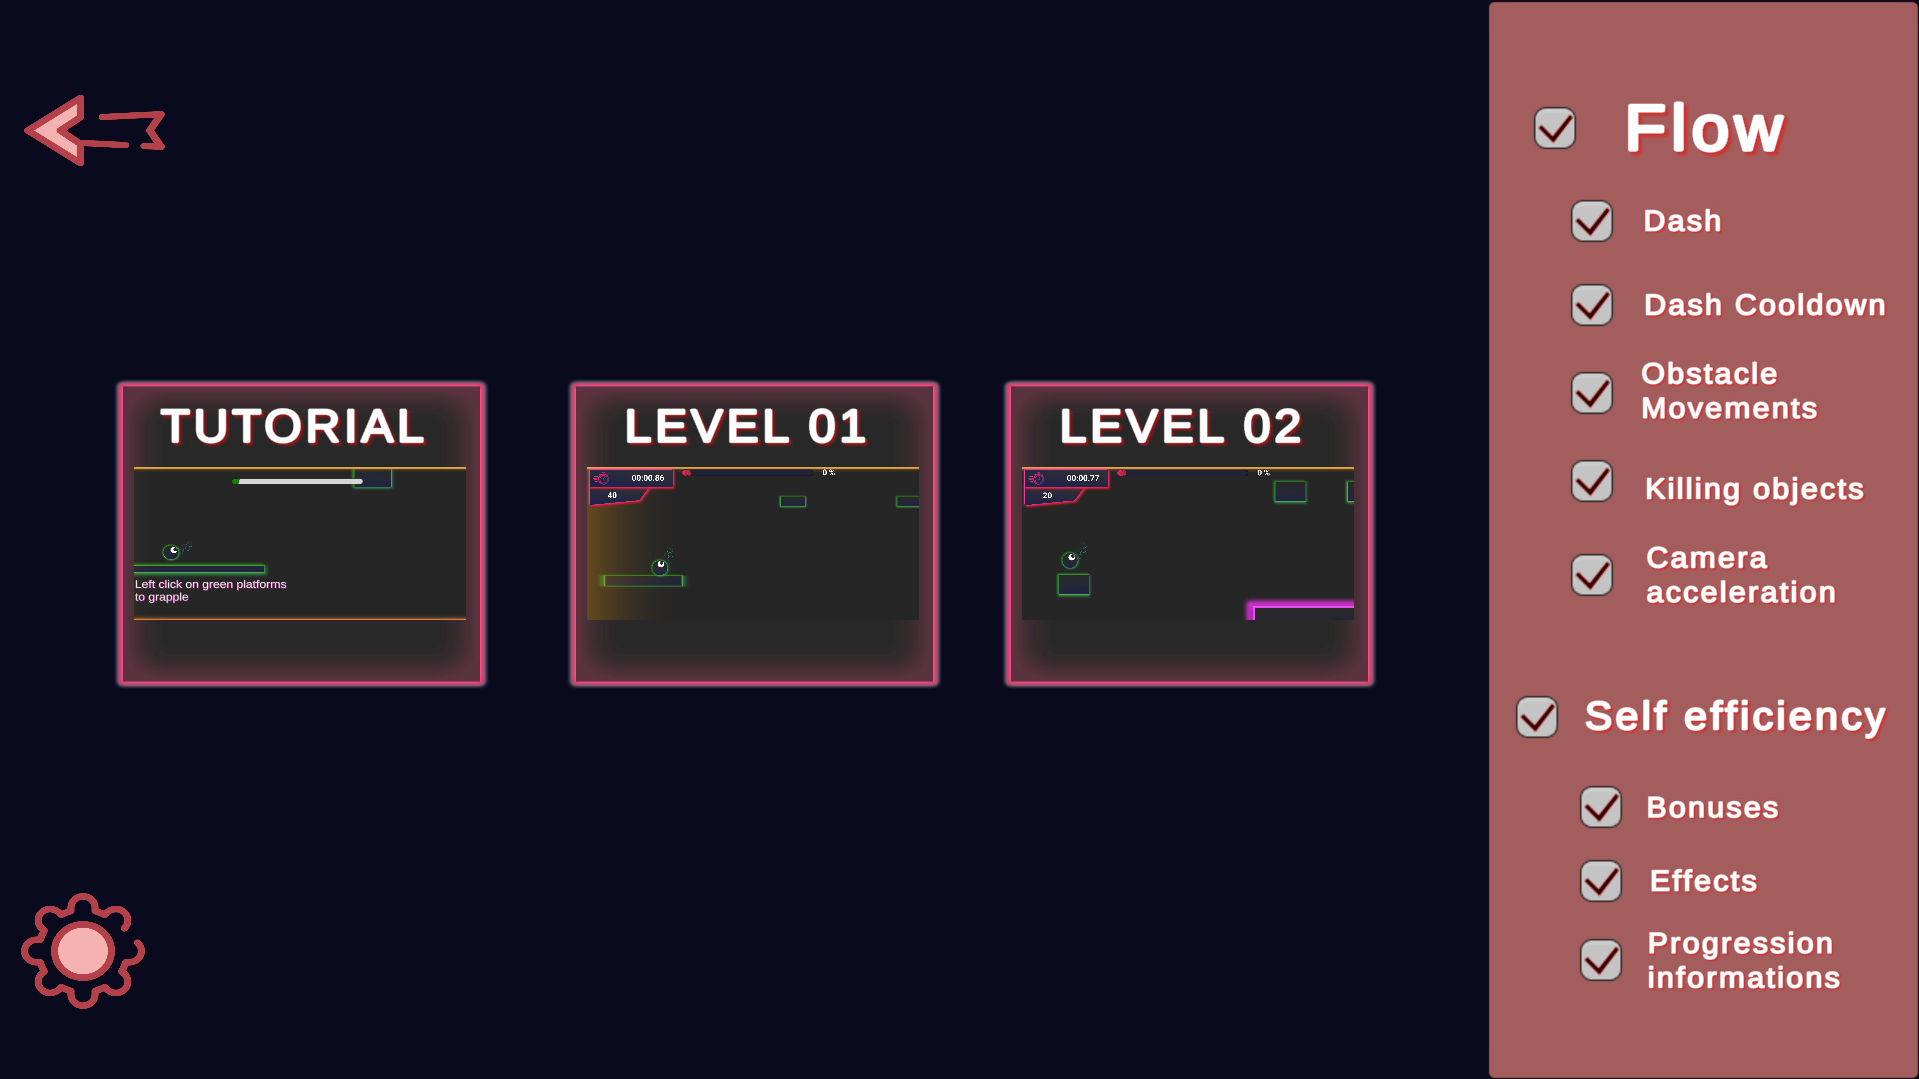 TUTORIAL
Left click on green platforms
to grapple
LEVEL 01
00:00.86
0 %
40
LEVEL 02
00:00.77
0 %
20
Flow
Dash
Dash Cooldown
Obstacle
Movements
Killing objects
Camera
acceleration
Self efficiency
Bonuses
Effects
Progression
informations